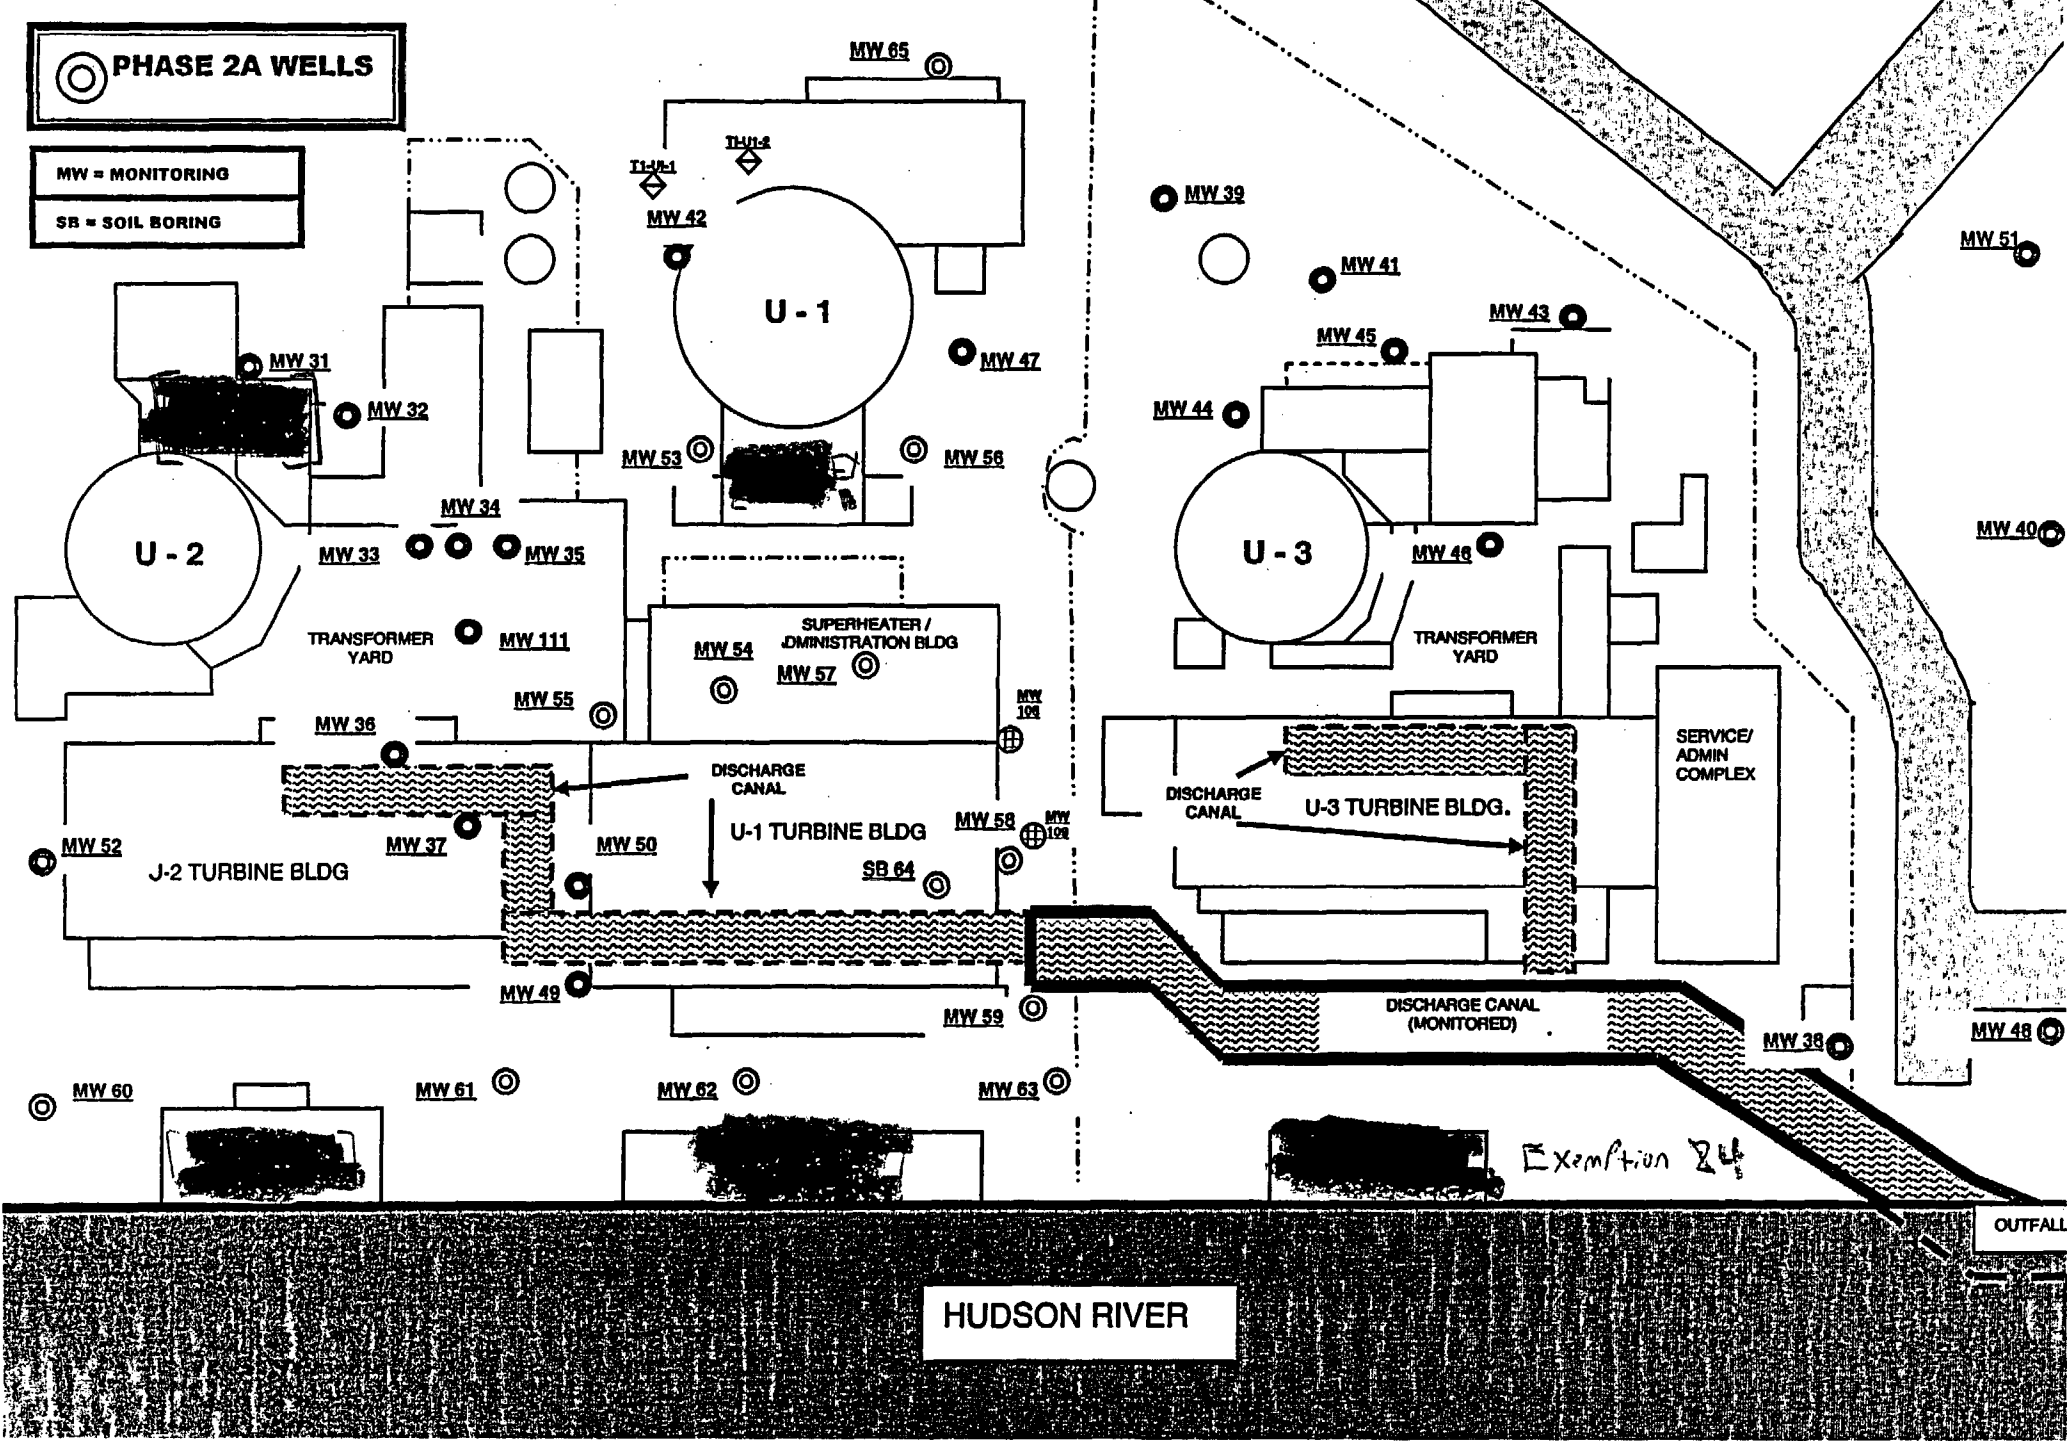 PHASE 2A WELLS
MW = MONITORING
SB = SOIL BORING
MW 65
T1-U1-1
T1-U1-2
MW 42
U - 1
MW 39
MW 51
MW 41
MW 43
MW 45
MW 31
MW 32
MW 47
MW 44
MW 53
MW 56
MW 34
MW 33
MW 35
U - 2
U - 3
MW 46
MW 40
TRANSFORMER
YARD
MW 111
SUPERHEATER /
DMINISTRATION BLDG
MW 54
MW 57
TRANSFORMER
YARD
MW 55
MW
108
MW 36
DISCHARGE
CANAL
SERVICE/
ADMIN
COMPLEX
DISCHARGE
CANAL
U-3 TURBINE BLDG.
MW 52
MW 37
MW 50
U-1 TURBINE BLDG
MW 58
MW
109
J-2 TURBINE BLDG
SB 64
MW 49
MW 59
DISCHARGE CANAL
(MONITORED)
MW 38
MW 48
MW 60
MW 61
MW 62
MW 63
Exemption
OUTFALL
HUDSON RIVER